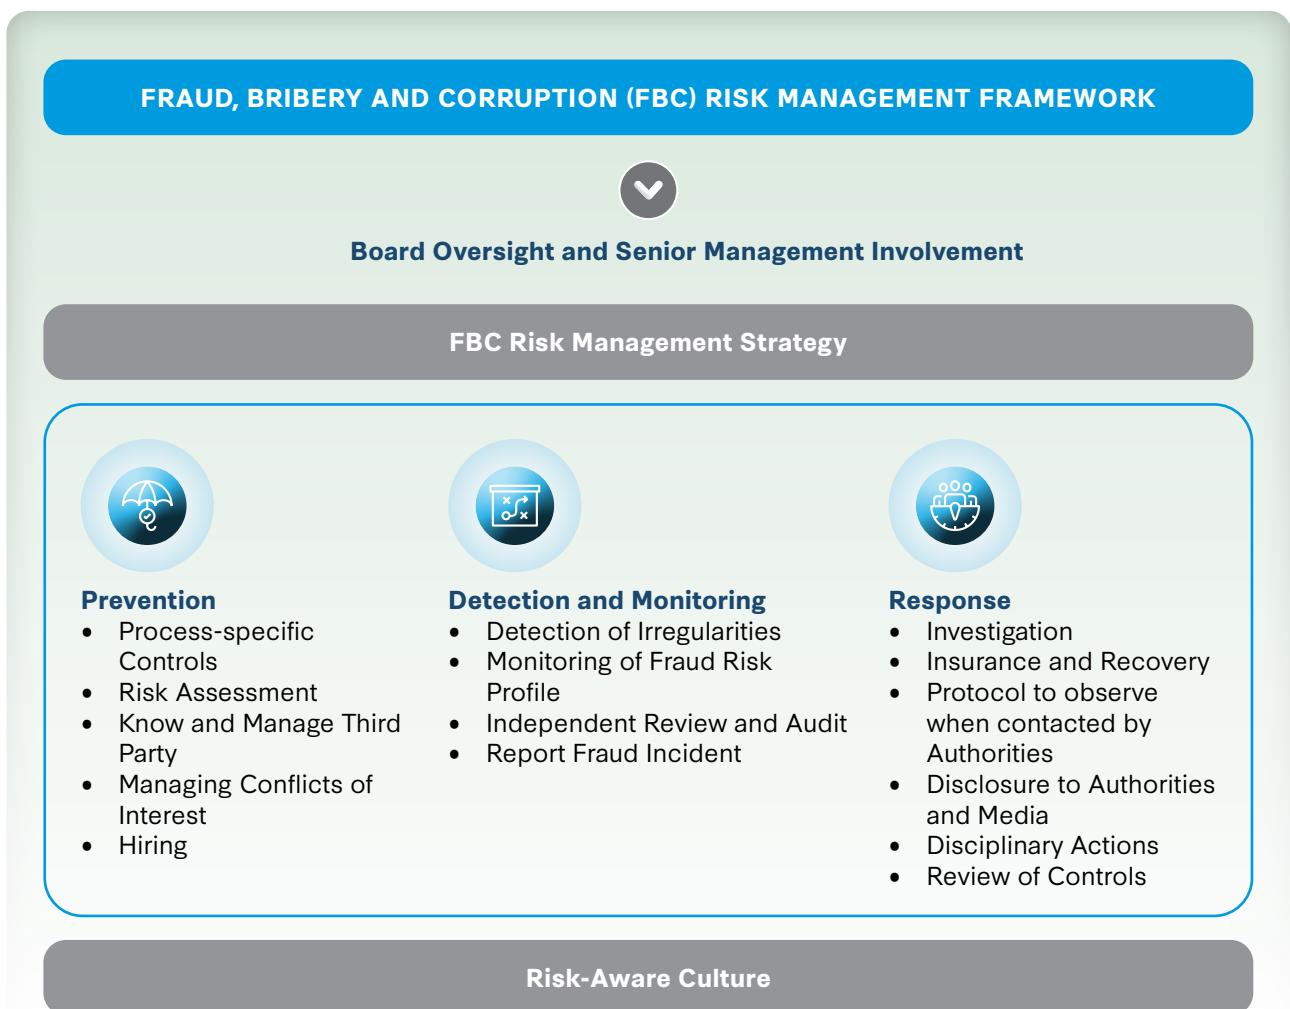 FRAUD, BRIBERY AND CORRUPTION (FBC) RISK MANAGEMENT FRAMEWORK
Board Oversight and Senior Management Involvement
FBC Risk Management Strategy
Prevention
• Process-specific
Controls
• Risk Assessment
• Know and Manage Third
Party
• Managing Conflicts of
Interest
• Hiring
Detection and Monitoring
• Detection of Irregularities
• Monitoring of Fraud Risk
Profile
• Independent Review and Audit
• Report Fraud Incident
Response
• Investigation
• Insurance and Recovery
• Protocol to observe
when contacted by
Authorities
• Disclosure to Authorities
and Media
• Disciplinary Actions
• Review of Controls
Risk-Aware Culture